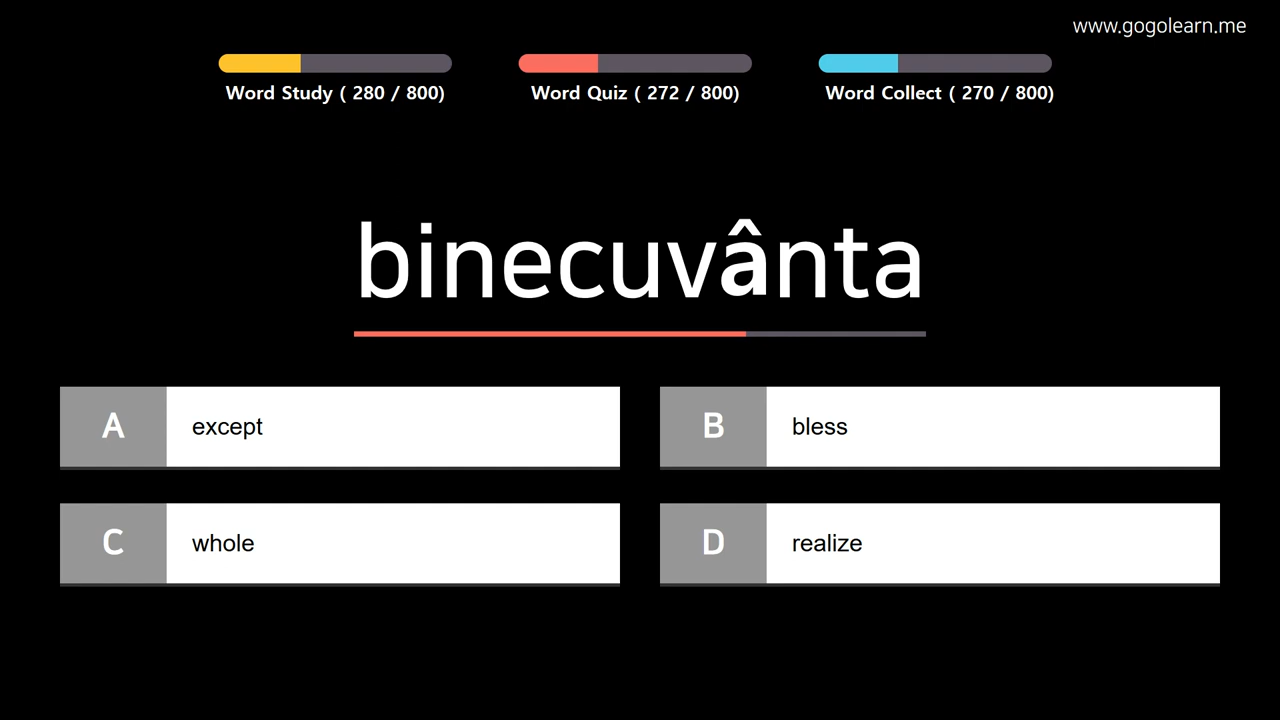 www.gogolearn.me
Word Study ( 280 / 800)
Word Quiz ( 272 / 800)
Word Collect ( 270 / 800)
binecuvânta
A except
B bless
C whole
D realize